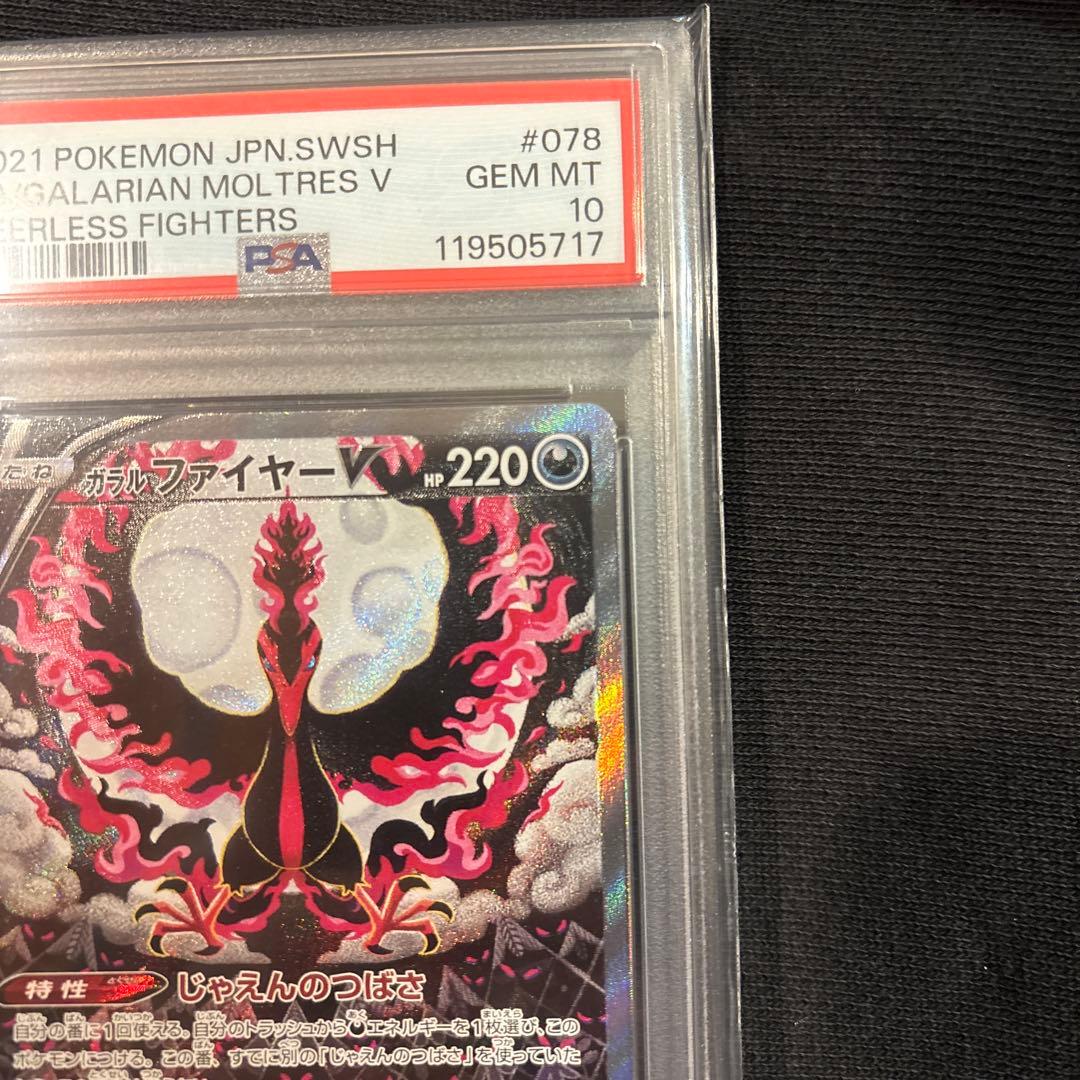 021 POKEMON JPN.SWSH #078
/GALARIAN MOLTRES V GEM MT
EERLESS FIGHTERS 10
PSA 119505717
たね ガラル ファイヤーV HP 220
特性 じゃえんのつばさ
自分の番に1回使える。自分のトラッシュからエネルギーを1枚選び、この
ポケモンにつける。この番、すでに別の「じゃえんのつばさ」を使っていた